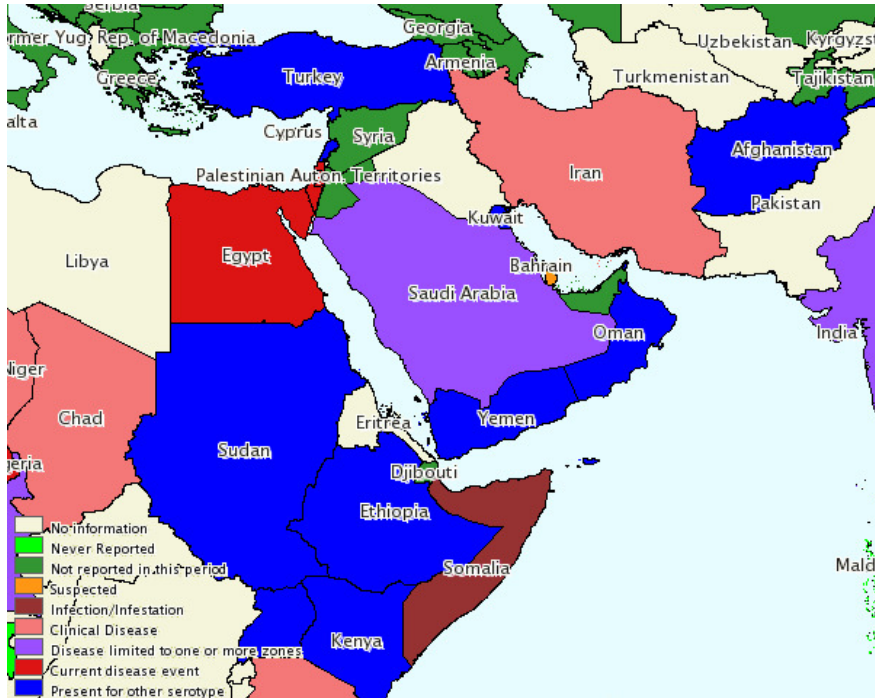 Serbia
Georgia
ormer Yug. Rep. of Macedonia
Uzbekistan
Kyrgyzst
Armenia
Greece
Turkey
Turkmenistan
Tajikistan
alta
Cyprus
Syria
Afghanistan
Palestinian Auton. Territories
Iran
Pakistan
Kuwait
Libya
Egypt
Bahrain
Saudi Arabia
Oman
India
Niger
Chad
Eritrea
Yemen
Sudan
geria
Djibouti
Ethiopia
No information
Never Reported
Not reported in this period
Somalia
Mald
Suspected
Infection/Infestation
Clinical Disease
Kenya
Disease limited to one or more zones
Current disease event
Present for other serotype